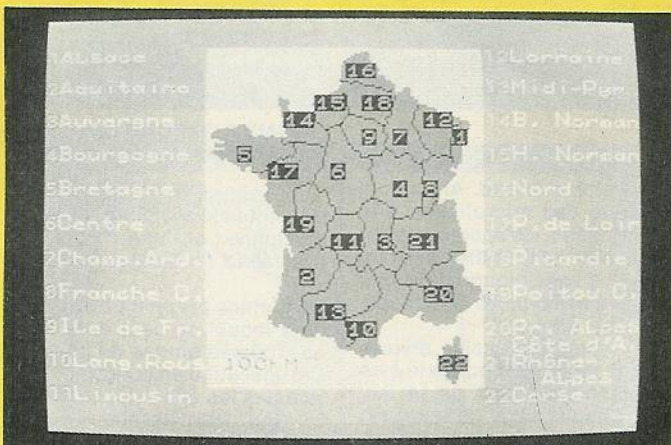 1Alsace
2Aquitaine
3Auvergne
4Bourgogne
5Bretagne
6Centre
7Champ.Ard.
8Franche C.
9Ile de Fr.
10Lang.Rous
11Limousin
16
15 18
14 12
9 7 1
5
17 6
4 8
19
11 3 21
2
20
13
10
22
12Lorraine
13Midi-Pyr
14B. Norman
15H. Norman
16Nord
17P.de Loir
18Picardie
19Poitou C.
20Pr. Alpes
Côte d'A
21Rhône-
Alpes
22Corse